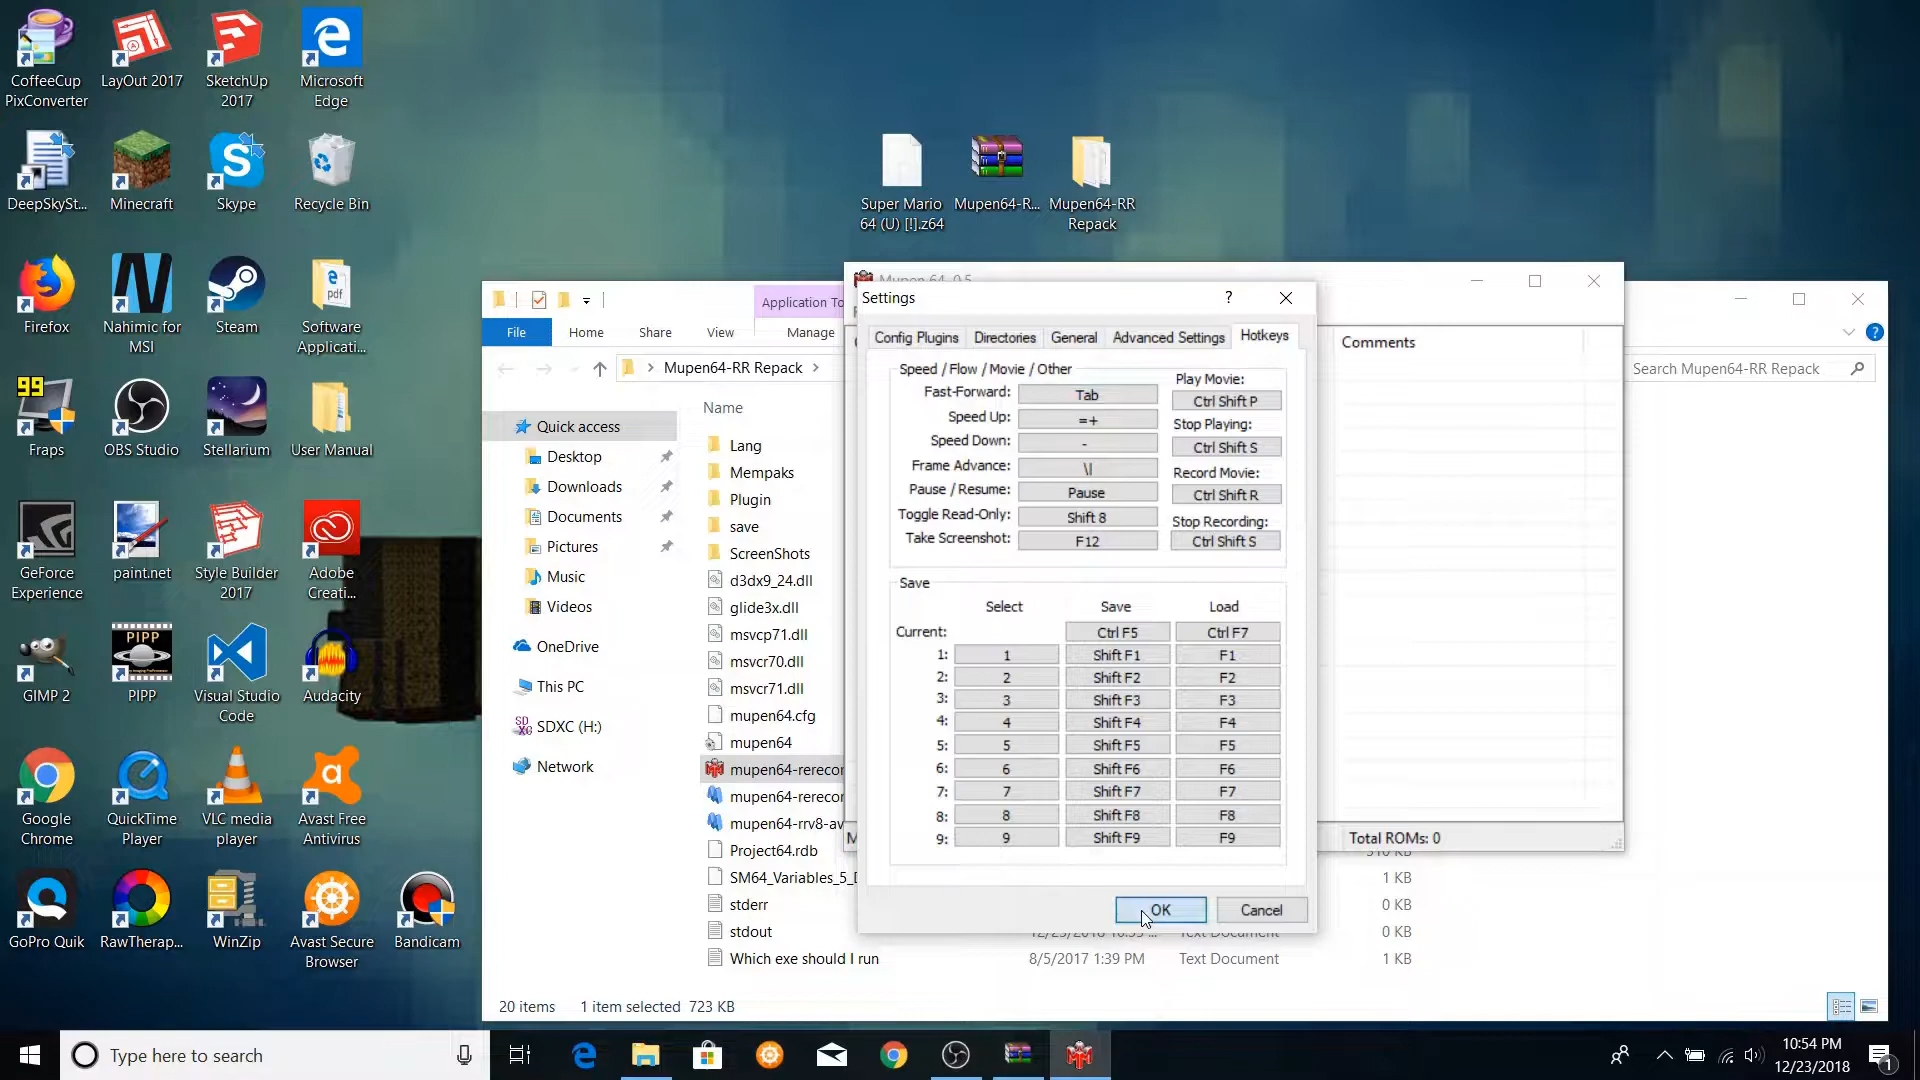 CoffeeCup
PixConverter
LayOut 2017
SketchUp
2017
Microsoft
Edge
DeepSkySt...
Minecraft
Skype
Recycle Bin
Firefox
Nahimic for
MSI
Steam
Software
Applicati...
99
Fraps
OBS Studio
Stellarium
User Manual
GeForce
Experience
paint.net
Style Builder
2017
Adobe
Creati...
GIMP 2
PIPP
PIPP
Visual Studio
Code
Audacity
Google
Chrome
QuickTime
Player
VLC media
player
Avast Free
Antivirus
GoPro Quik
RawTherap...
WinZip
Avast Secure
Browser
Bandicam
Super Mario
64 (U) [!].z64
Mupen64-R...
Mupen64-RR
Repack
pdf
Application To
File
Home
Share
View
Manage
Mupen64-RR Repack
Search Mupen64-RR Repack
Quick access
Desktop
Downloads
Documents
Pictures
Music
Videos
OneDrive
This PC
SDXC (H:)
Network
Name
Lang
Mempaks
Plugin
save
ScreenShots
d3dx9_24.dll
glide3x.dll
msvcp71.dll
msvcr70.dll
msvcr71.dll
mupen64.cfg
mupen64
mupen64-rerecor
mupen64-rerecor
mupen64-rrv8-av
Project64.rdb
SM64_Variables_5_D
1 KB
stderr
0 KB
stdout
Text Document
0 KB
Which exe should I run
8/5/2017 1:39 PM
Text Document
1 KB
20 items
1 item selected 723 KB
Mupen 64 0.5
Comments
Total ROMs: 0
Settings
?
Config Plugins
Directories
General
Advanced Settings
Hotkeys
Speed / Flow / Movie / Other
Fast-Forward:
Tab
Speed Up:
=+
Speed Down:
-
Frame Advance:
\|
Pause / Resume:
Pause
Toggle Read-Only:
Shift 8
Take Screenshot:
F12
Play Movie:
Ctrl Shift P
Stop Playing:
Ctrl Shift S
Record Movie:
Ctrl Shift R
Stop Recording:
Ctrl Shift S
Save
Select
Save
Load
Current:
Ctrl F5
Ctrl F7
1:
1
Shift F1
F1
2:
2
Shift F2
F2
3:
3
Shift F3
F3
4:
4
Shift F4
F4
5:
5
Shift F5
F5
6:
6
Shift F6
F6
7:
7
Shift F7
F7
8:
8
Shift F8
F8
9:
9
Shift F9
F9
OK
Cancel
Type here to search
10:54 PM
12/23/2018
1